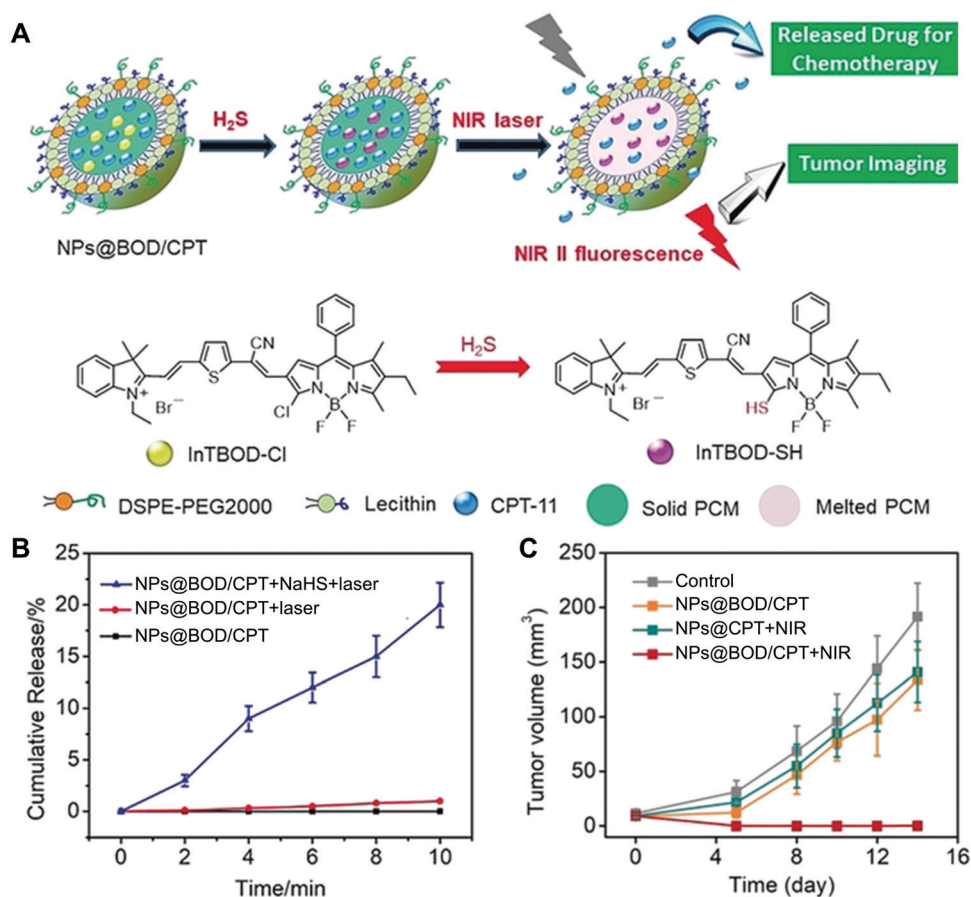 A
H₂S
NIR laser
Released Drug for
Chemotherapy
Tumor Imaging
NPs@BOD/CPT
NIR II fluorescence
H₂S
CN
S
N⁺
Br⁻
Cl
N
N
B
F
F
CN
S
N⁺
Br⁻
HS
N
N
B
F
F
InTBOD-Cl
InTBOD-SH
DSPE-PEG2000
Lecithin
CPT-11
Solid PCM
Melted PCM
B
Cumulative Release/%
25
20
15
10
5
0
NPs@BOD/CPT+NaHS+laser
NPs@BOD/CPT+laser
NPs@BOD/CPT
0 2 4 6 8 10
Time/min
C
Tumor volume (mm³)
250
200
150
100
50
0
Control
NPs@BOD/CPT
NPs@CPT+NIR
NPs@BOD/CPT+NIR
0 4 8 12 16
Time (day)